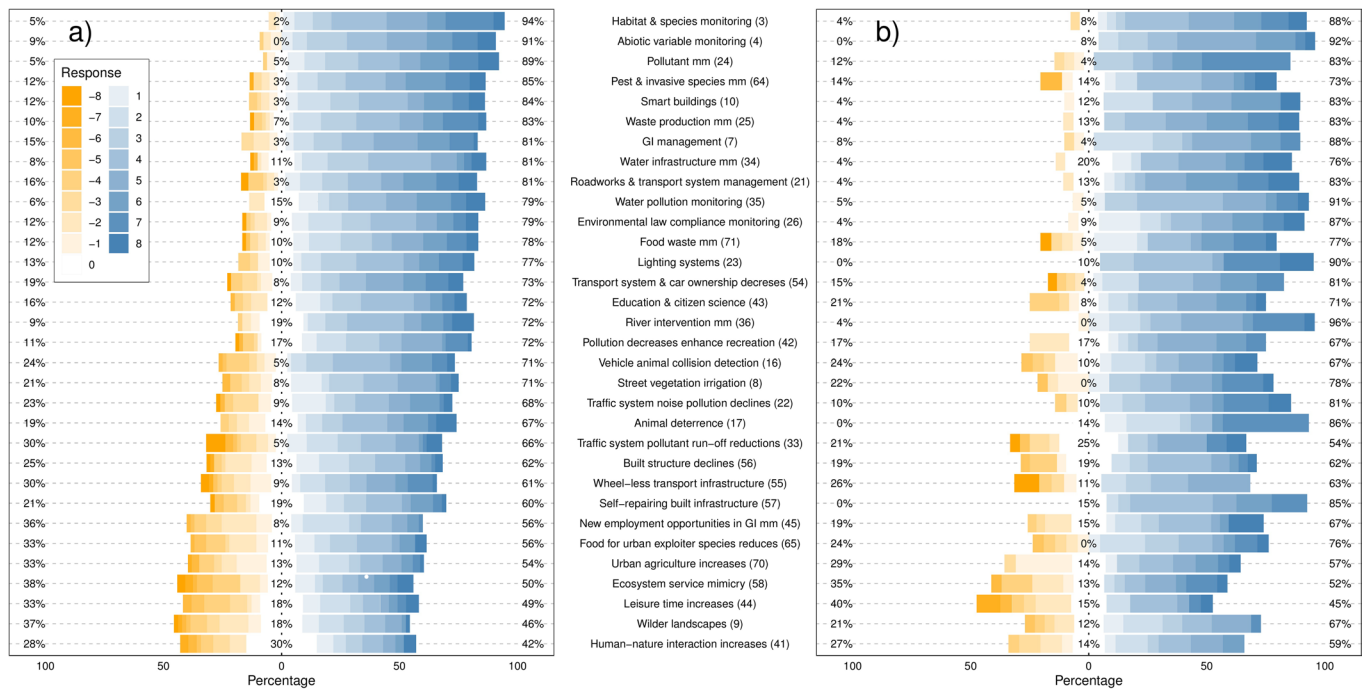 a) b)
5% 2% 94% Habitat & species monitoring (3) 4% 8% 88%
9% 0% 91% Abiotic variable monitoring (4) 0% 8% 92%
5% 5% 89% Pollutant mm (24) 12% 4% 83%
12% 3% 85% Pest & invasive species mm (64) 14% 14% 73%
12% 3% 84% Smart buildings (10) 4% 12% 83%
10% 7% 83% Waste production mm (25) 4% 13% 83%
15% 3% 81% GI management (7) 8% 4% 88%
8% 11% 81% Water infrastructure mm (34) 4% 20% 76%
16% 3% 81% Roadworks & transport system management (21) 4% 13% 83%
6% 15% 79% Water pollution monitoring (35) 5% 5% 91%
12% 9% 79% Environmental law compliance monitoring (26) 4% 9% 87%
12% 10% 78% Food waste mm (71) 18% 5% 77%
13% 10% 77% Lighting systems (23) 0% 10% 90%
19% 8% 73% Transport system & car ownership decreses (54) 15% 4% 81%
16% 12% 72% Education & citizen science (43) 21% 8% 71%
9% 19% 72% River intervention mm (36) 4% 0% 96%
11% 17% 72% Pollution decreases enhance recreation (42) 17% 17% 67%
24% 5% 71% Vehicle animal collision detection (16) 24% 10% 67%
21% 8% 71% Street vegetation irrigation (8) 22% 0% 78%
23% 9% 68% Traffic system noise pollution declines (22) 10% 10% 81%
19% 14% 67% Animal deterrence (17) 0% 14% 86%
30% 5% 66% Traffic system pollutant run−off reductions (33) 21% 25% 54%
25% 13% 62% Built structure declines (56) 19% 19% 62%
30% 9% 61% Wheel−less transport infrastructure (55) 26% 11% 63%
21% 19% 60% Self−repairing built infrastructure (57) 0% 15% 85%
36% 8% 56% New employment opportunities in GI mm (45) 19% 15% 67%
33% 11% 56% Food for urban exploiter species reduces (65) 24% 0% 76%
33% 13% 54% Urban agriculture increases (70) 29% 14% 57%
38% 12% 50% Ecosystem service mimicry (58) 35% 13% 52%
33% 18% 49% Leisure time increases (44) 40% 15% 45%
37% 18% 46% Wilder landscapes (9) 21% 12% 67%
28% 30% 42% Human−nature interaction increases (41) 27% 14% 59%
Response
−8 1
−7 2
−6 3
−5 4
−4 5
−3 6
−2 7
−1 8
0
100 50 0 50 100 100 50 0 50 100
Percentage Percentage